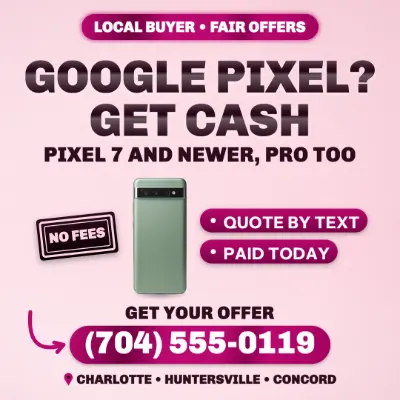 LOCAL BUYER • FAIR OFFERS
GOOGLE PIXEL?
GET CASH
PIXEL 7 AND NEWER, PRO TOO
NO FEES
• QUOTE BY TEXT
• PAID TODAY
GET YOUR OFFER
(704) 555-0119
CHARLOTTE • HUNTERSVILLE • CONCORD